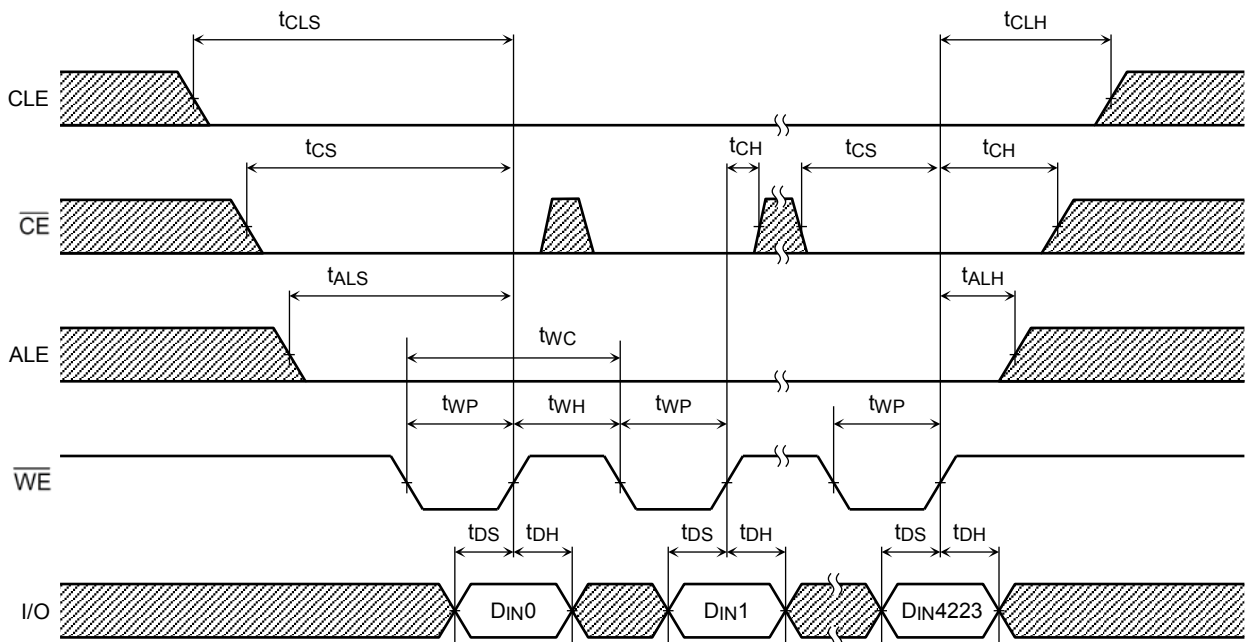 tCLS tCLH
CLE
tCS tCH tCS tCH
CE
tALS tALH
ALE
tWC
tWP tWH tWP tWP
WE
tDS tDH tDS tDH tDS tDH
I/O DIN0 DIN1 DIN4223